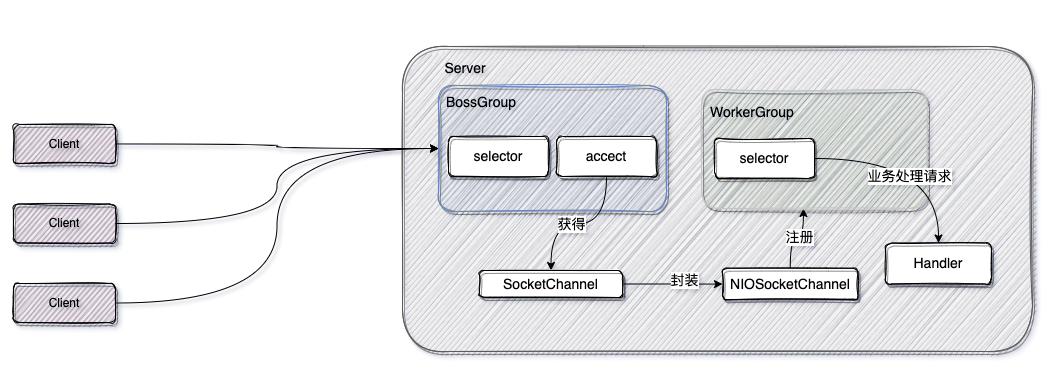 Server
BossGroup
WorkerGroup
Client
selector
accect
selector
业务处理请求
Client
获得
注册
Handler
SocketChannel
封装
NIOSocketChannel
Client